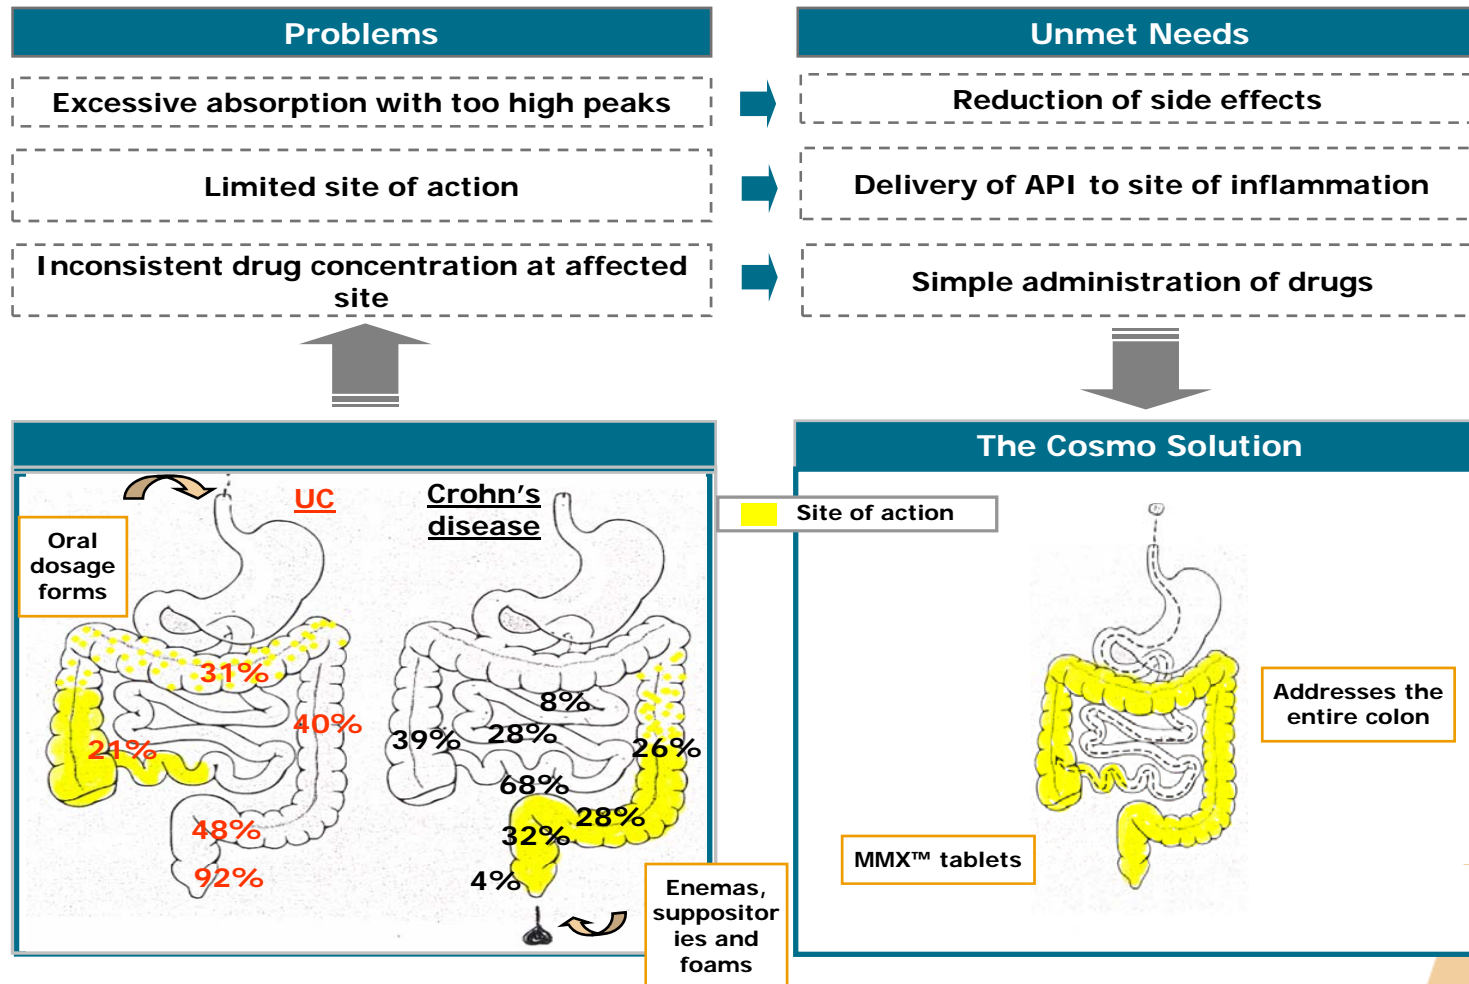 Problems
Unmet Needs
Excessive absorption with too high peaks
Reduction of side effects
Limited site of action
Delivery of API to site of inflammation
Inconsistent drug concentration at affected
site
Simple administration of drugs
The Cosmo Solution
UC
Crohn's
disease
Site of action
Oral
dosage
forms
31%
40%
21%
48%
92%
8%
39%
28%
26%
68%
28%
32%
4%
Enemas,
suppositor
ies and
foams
Addresses the
entire colon
MMX™ tablets